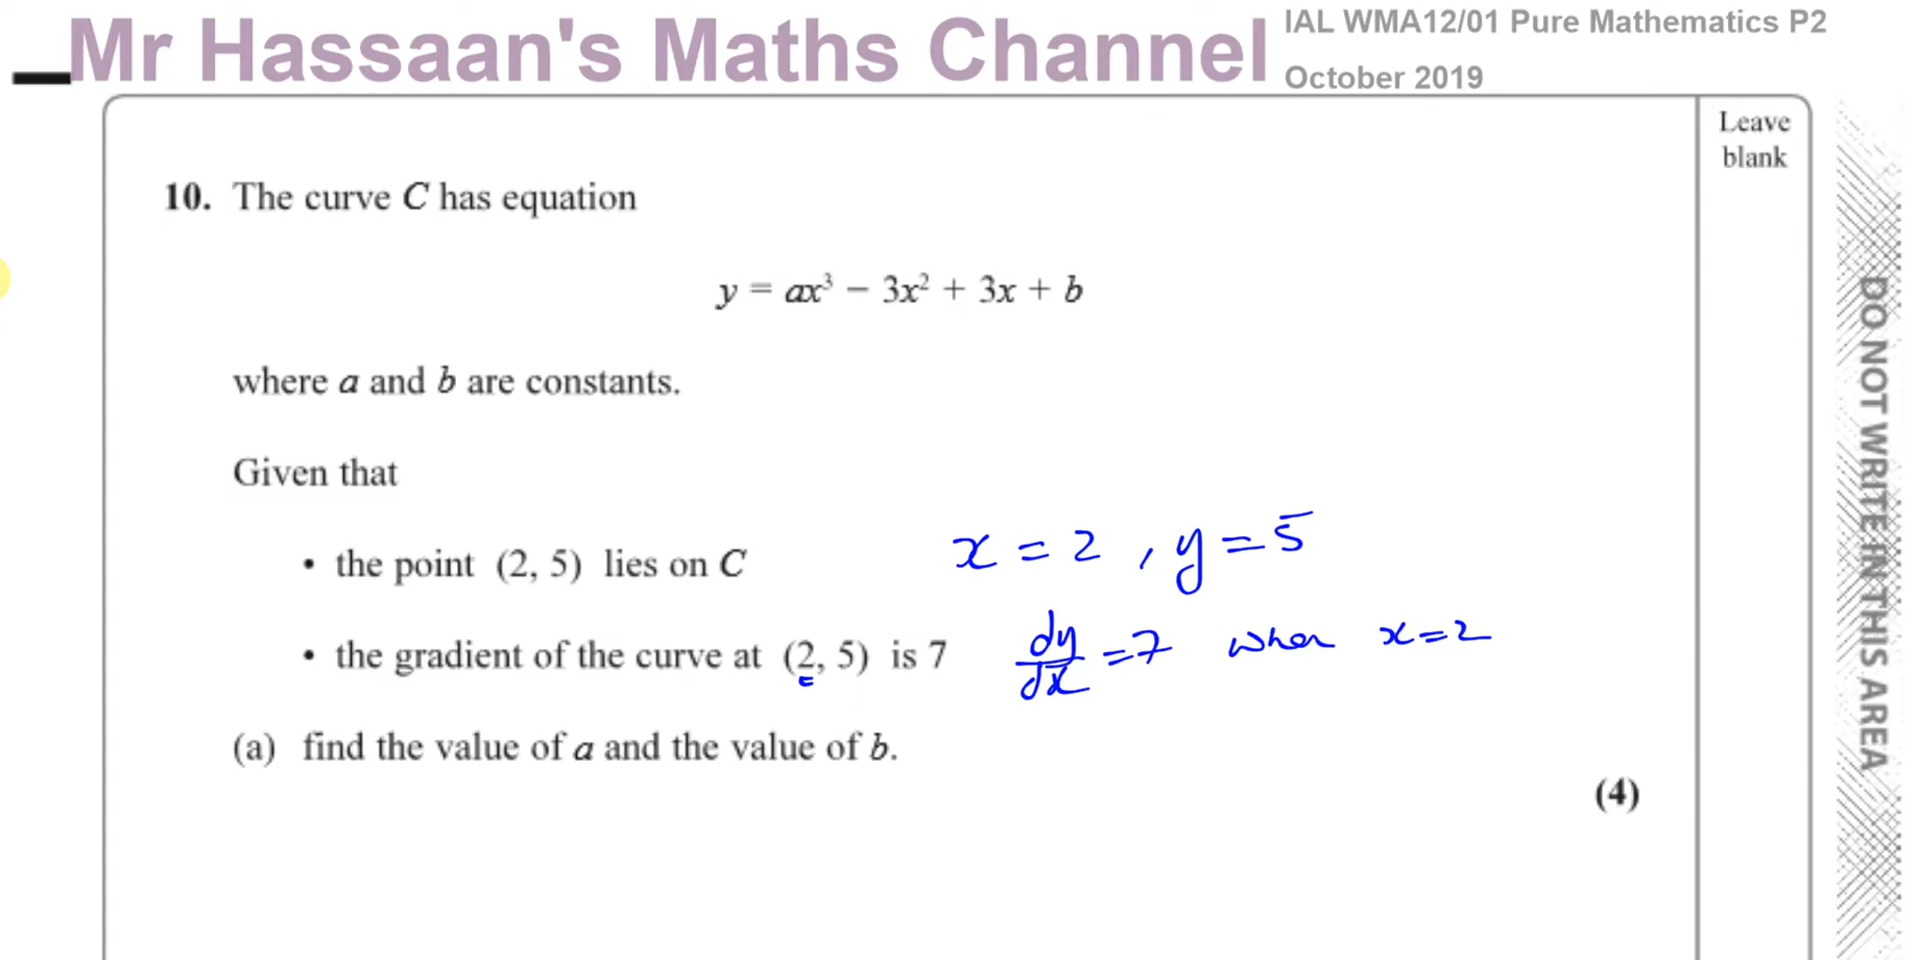 Mr Hassaan's Maths Channel
IAL WMA12/01 Pure Mathematics P2
October 2019
Leave
blank
10. The curve C has equation
y = ax³ − 3x² + 3x + b
where a and b are constants.
Given that
• the point (2, 5) lies on C
x = 2 , y = 5
• the gradient of the curve at (2, 5) is 7
dy/dx = 7 when x = 2
(a) find the value of a and the value of b.
(4)
DO NOT WRITE IN THIS AREA